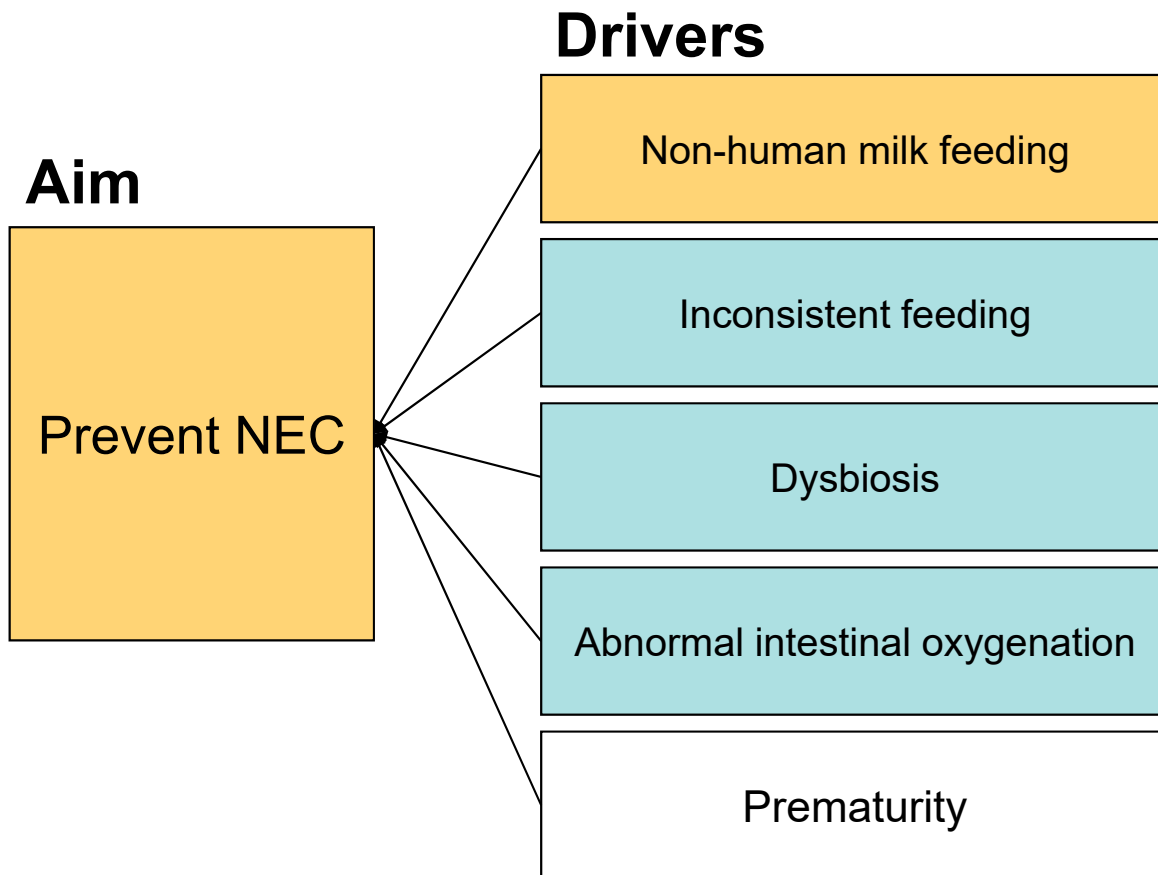 Drivers
Non-human milk feeding
Aim
Inconsistent feeding
Prevent NEC
Dysbiosis
Abnormal intestinal oxygenation
Prematurity